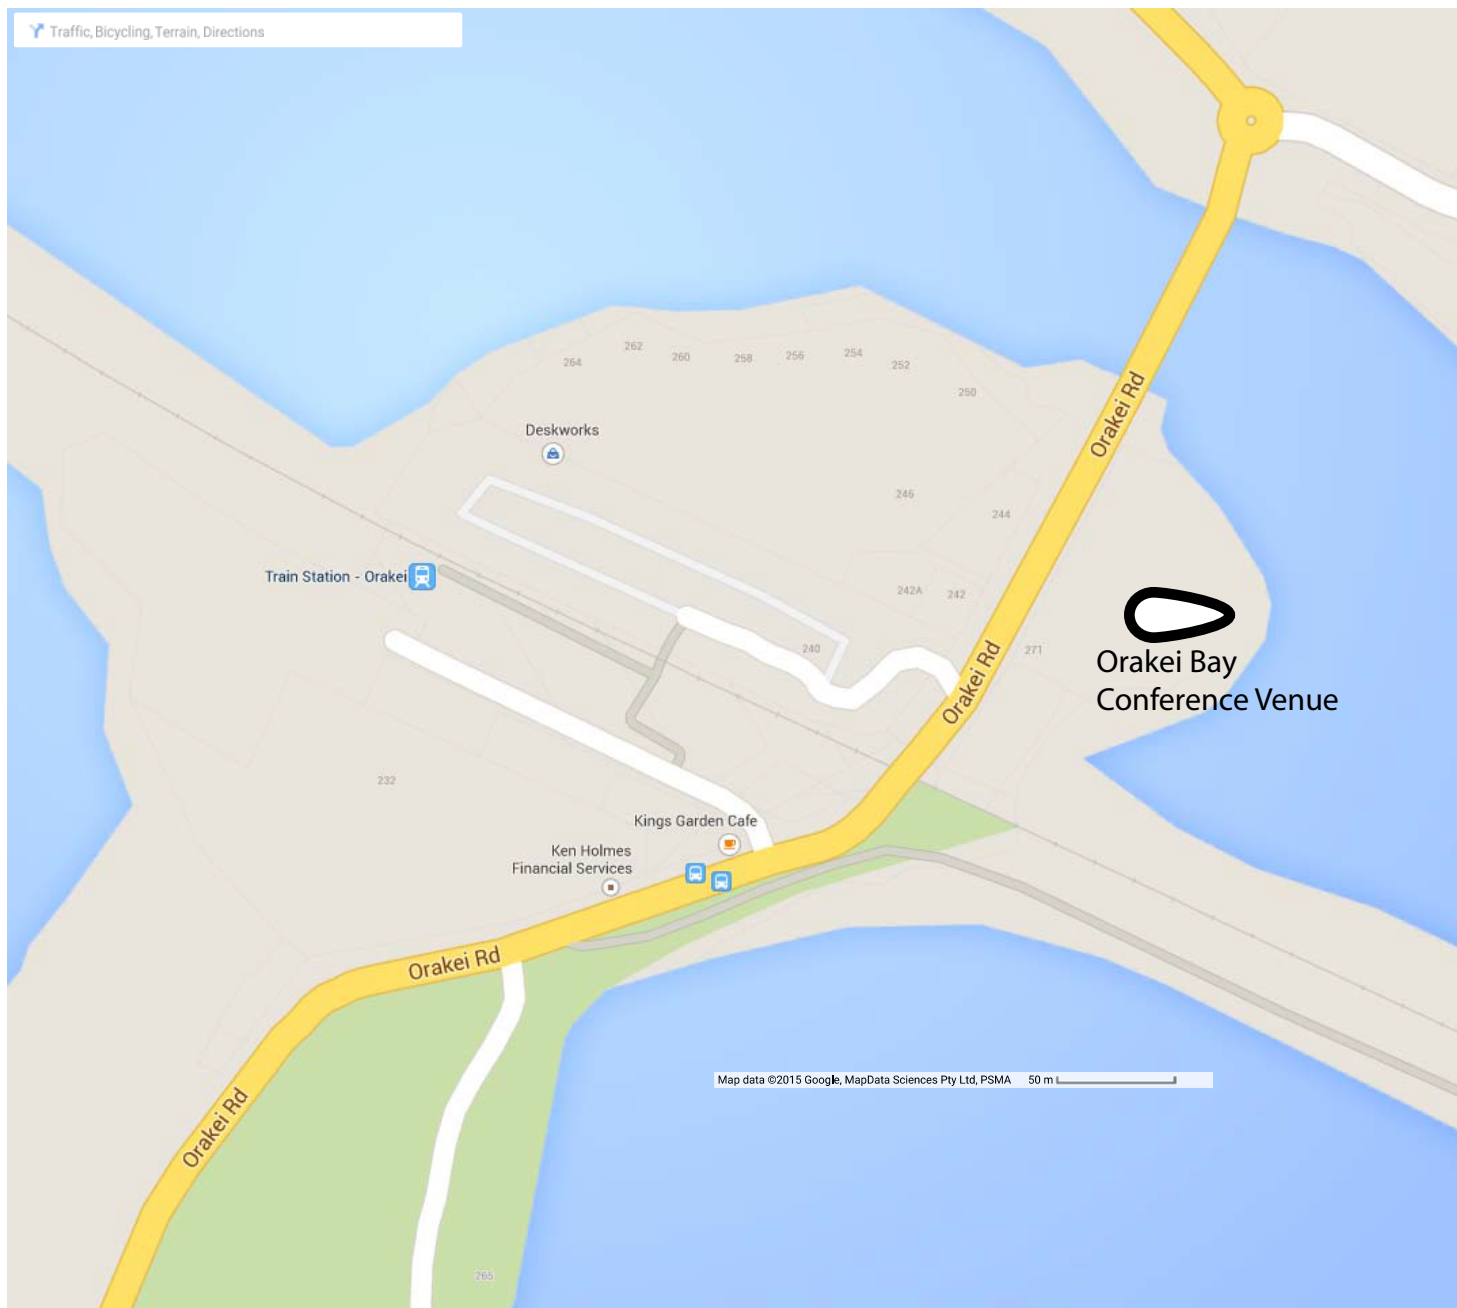 Traffic, Bicycling, Terrain, Directions
264
262
260
258
256
254
252
250
Orakei Rd
Deskworks
246
244
Train Station - Orakei
242A
242
240
271
Orakei Rd
Orakei Bay
Conference Venue
232
Kings Garden Cafe
Ken Holmes
Financial Services
Orakei Rd
Orakei Rd
Map data ©2015 Google, MapData Sciences Pty Ltd, PSMA
50 m
265